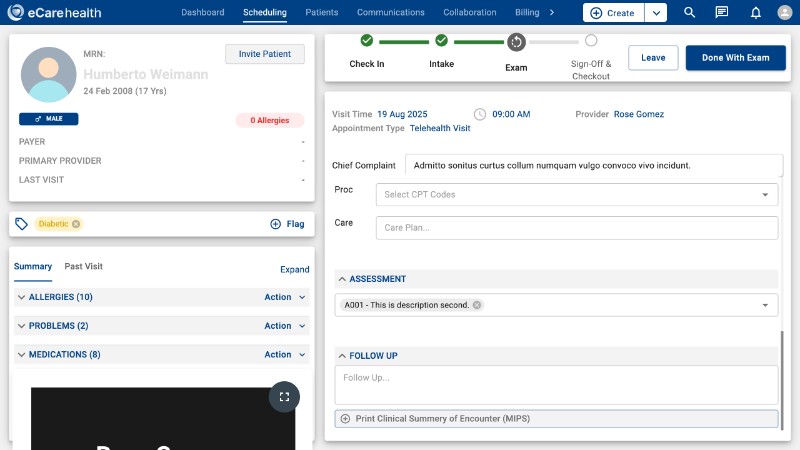 eCarehealth
Dashboard
Scheduling
Patients
Communications
Collaboration
Billing
Create
MRN:
Invite Patient
Humberto Weimann
24 Feb 2008 (17 Yrs)
MALE
0 Allergies
PAYER
-
PRIMARY PROVIDER
-
LAST VISIT
-
Diabetic
Flag
Summary
Past Visit
Expand
ALLERGIES (10)
Action
PROBLEMS (2)
Action
MEDICATIONS (8)
Action
Check In
Intake
Exam
Sign-Off &
Checkout
Leave
Done With Exam
Visit Time 19 Aug 2025
09:00 AM
Provider Rose Gomez
Appointment Type Telehealth Visit
Chief Complaint
Admitto sonitus curtus collum numquam vulgo convoco vivo incidunt.
Proc
Select CPT Codes
Care
Care Plan...
ASSESSMENT
A001 - This is description second.
FOLLOW UP
Follow Up...
Print Clinical Summery of Encounter (MIPS)